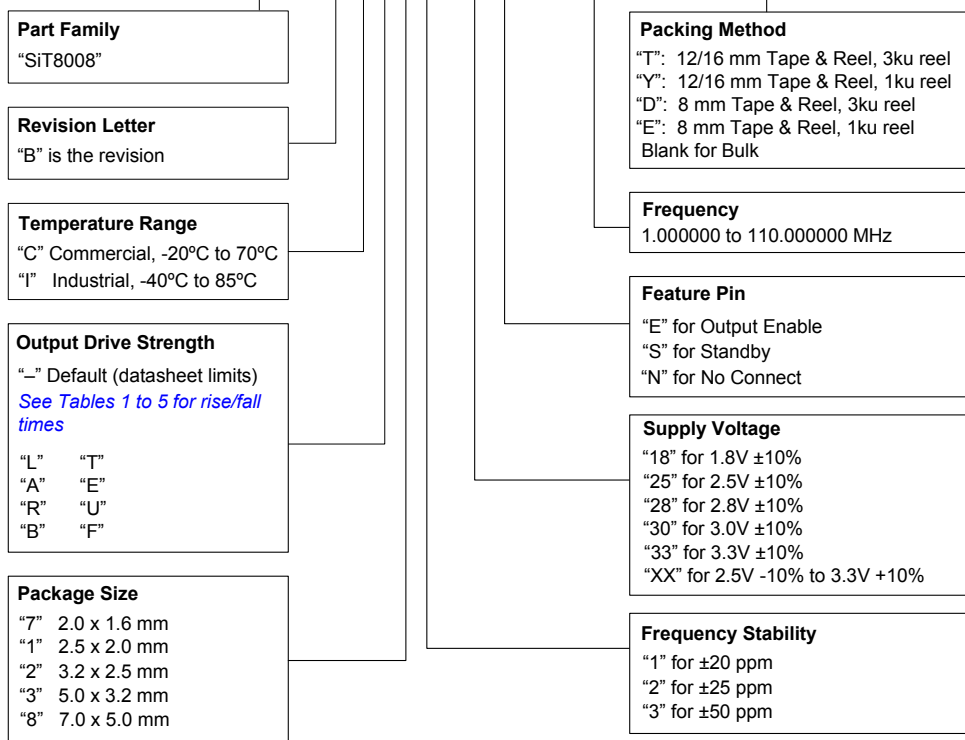 Part Family
“SiT8008”
Revision Letter
“B” is the revision
Temperature Range
“C” Commercial, -20ºC to 70ºC
“I” Industrial, -40ºC to 85ºC
Output Drive Strength
“–” Default (datasheet limits)
See Tables 1 to 5 for rise/fall
times
“L” “T”
“A” “E”
“R” “U”
“B” “F”
Package Size
“7” 2.0 x 1.6 mm
“1” 2.5 x 2.0 mm
“2” 3.2 x 2.5 mm
“3” 5.0 x 3.2 mm
“8” 7.0 x 5.0 mm
Packing Method
“T”: 12/16 mm Tape & Reel, 3ku reel
“Y”: 12/16 mm Tape & Reel, 1ku reel
“D”: 8 mm Tape & Reel, 3ku reel
“E”: 8 mm Tape & Reel, 1ku reel
Blank for Bulk
Frequency
1.000000 to 110.000000 MHz
Feature Pin
“E” for Output Enable
“S” for Standby
“N” for No Connect
Supply Voltage
“18” for 1.8V ±10%
“25” for 2.5V ±10%
“28” for 2.8V ±10%
“30” for 3.0V ±10%
“33” for 3.3V ±10%
“XX” for 2.5V -10% to 3.3V +10%
Frequency Stability
“1” for ±20 ppm
“2” for ±25 ppm
“3” for ±50 ppm